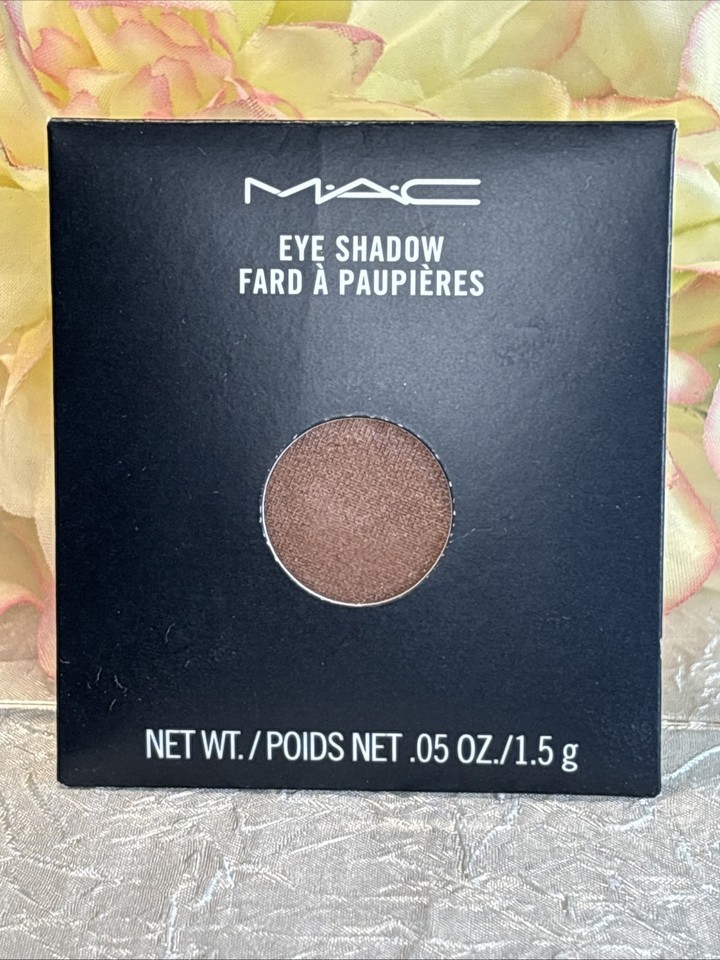 M·A·C
EYE SHADOW
FARD À PAUPIÈRES
NET WT. / POIDS NET .05 OZ./1.5 g